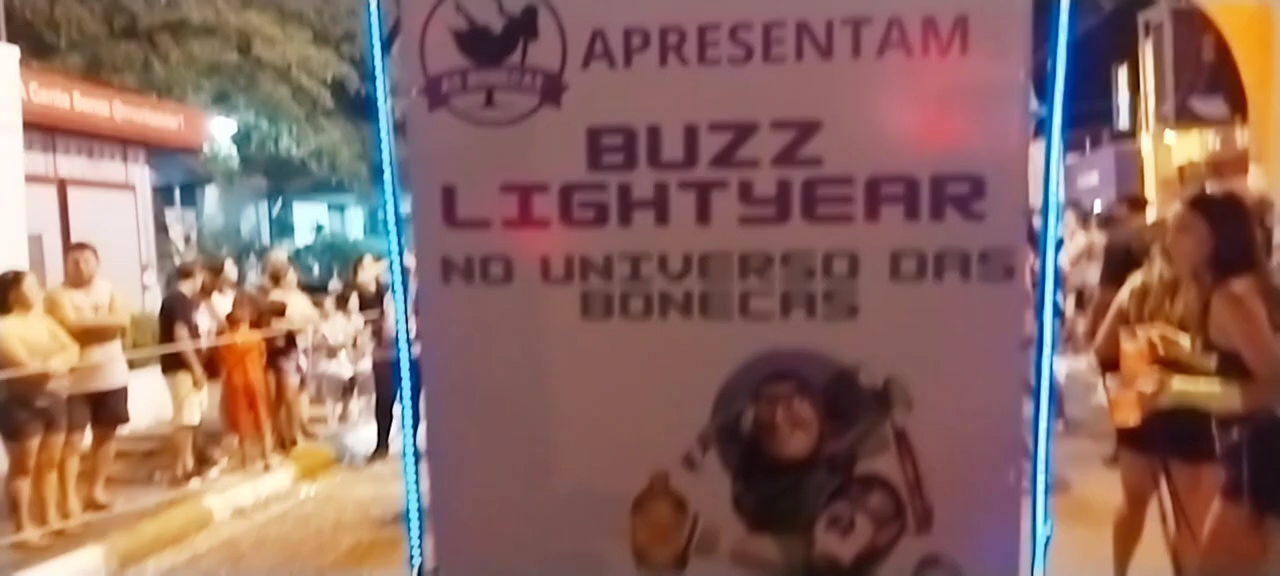 APRESENTAM
BUZZ
LIGHTYEAR
NO UNIVERSO DAS
BONECAS